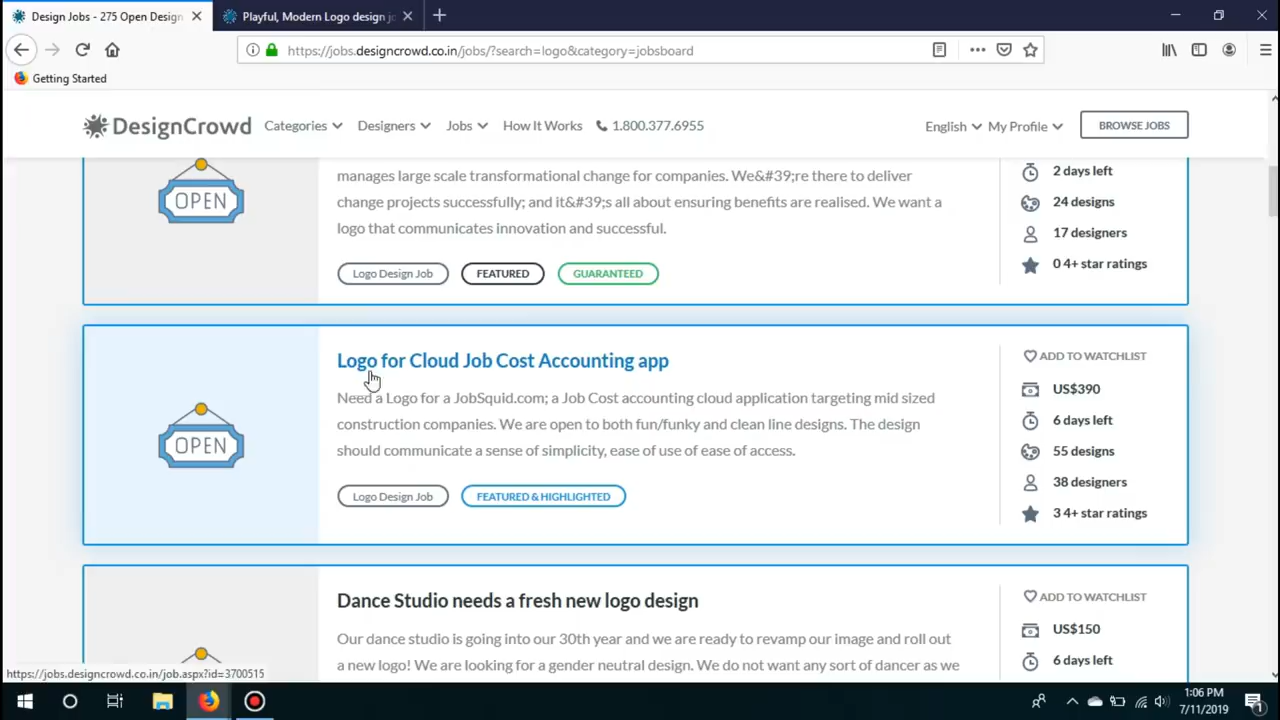 Design Jobs - 275 Open Design
Playful, Modern Logo design jo
https://jobs.designcrowd.co.in/jobs/?search=logo&category=jobsboard
Getting Started
DesignCrowd
Categories
Designers
Jobs
How It Works
1.800.377.6955
English
My Profile
BROWSE JOBS
OPEN
manages large scale transformational change for companies. We&#39;re there to deliver
change projects successfully; and it&#39;s all about ensuring benefits are realised. We want a
logo that communicates innovation and successful.
Logo Design Job
FEATURED
GUARANTEED
2 days left
24 designs
17 designers
0 4+ star ratings
OPEN
Logo for Cloud Job Cost Accounting app
Need a Logo for a JobSquid.com; a Job Cost accounting cloud application targeting mid sized
construction companies. We are open to both fun/funky and clean line designs. The design
should communicate a sense of simplicity, ease of use of ease of access.
Logo Design Job
FEATURED & HIGHLIGHTED
ADD TO WATCHLIST
US$390
6 days left
55 designs
38 designers
3 4+ star ratings
Dance Studio needs a fresh new logo design
Our dance studio is going into our 30th year and we are ready to revamp our image and roll out
a new logo! We are looking for a gender neutral design. We do not want any sort of dancer as we
ADD TO WATCHLIST
US$150
6 days left
https://jobs.designcrowd.co.in/job.aspx?id=3700515
1:06 PM
7/11/2019
1